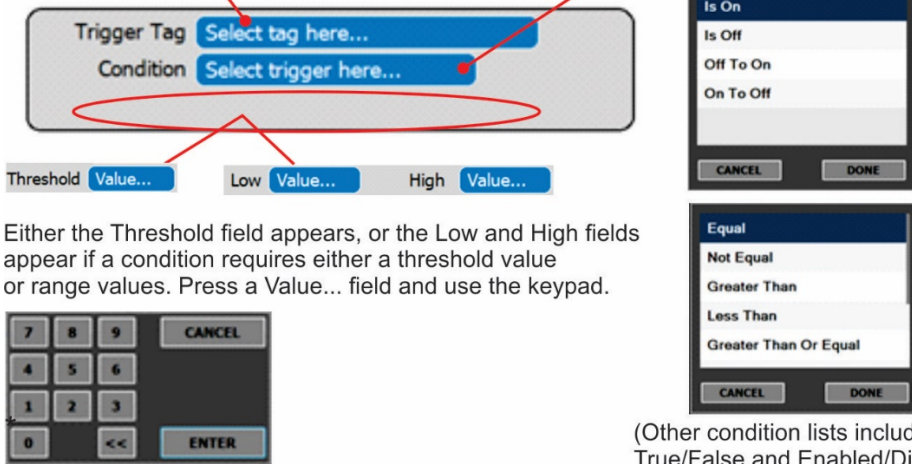 Trigger Tag Select tag here...
Condition Select trigger here...
Threshold Value...
Low Value... High Value...
Either the Threshold field appears, or the Low and High fields
appear if a condition requires either a threshold value
or range values. Press a Value... field and use the keypad.
7 8 9 CANCEL
4 5 6
1 2 3
*
0 << ENTER
Is On
Is Off
Off To On
On To Off
CANCEL DONE
Equal
Not Equal
Greater Than
Less Than
Greater Than Or Equal
CANCEL DONE
(Other condition lists includ
True/False and Enabled/Di